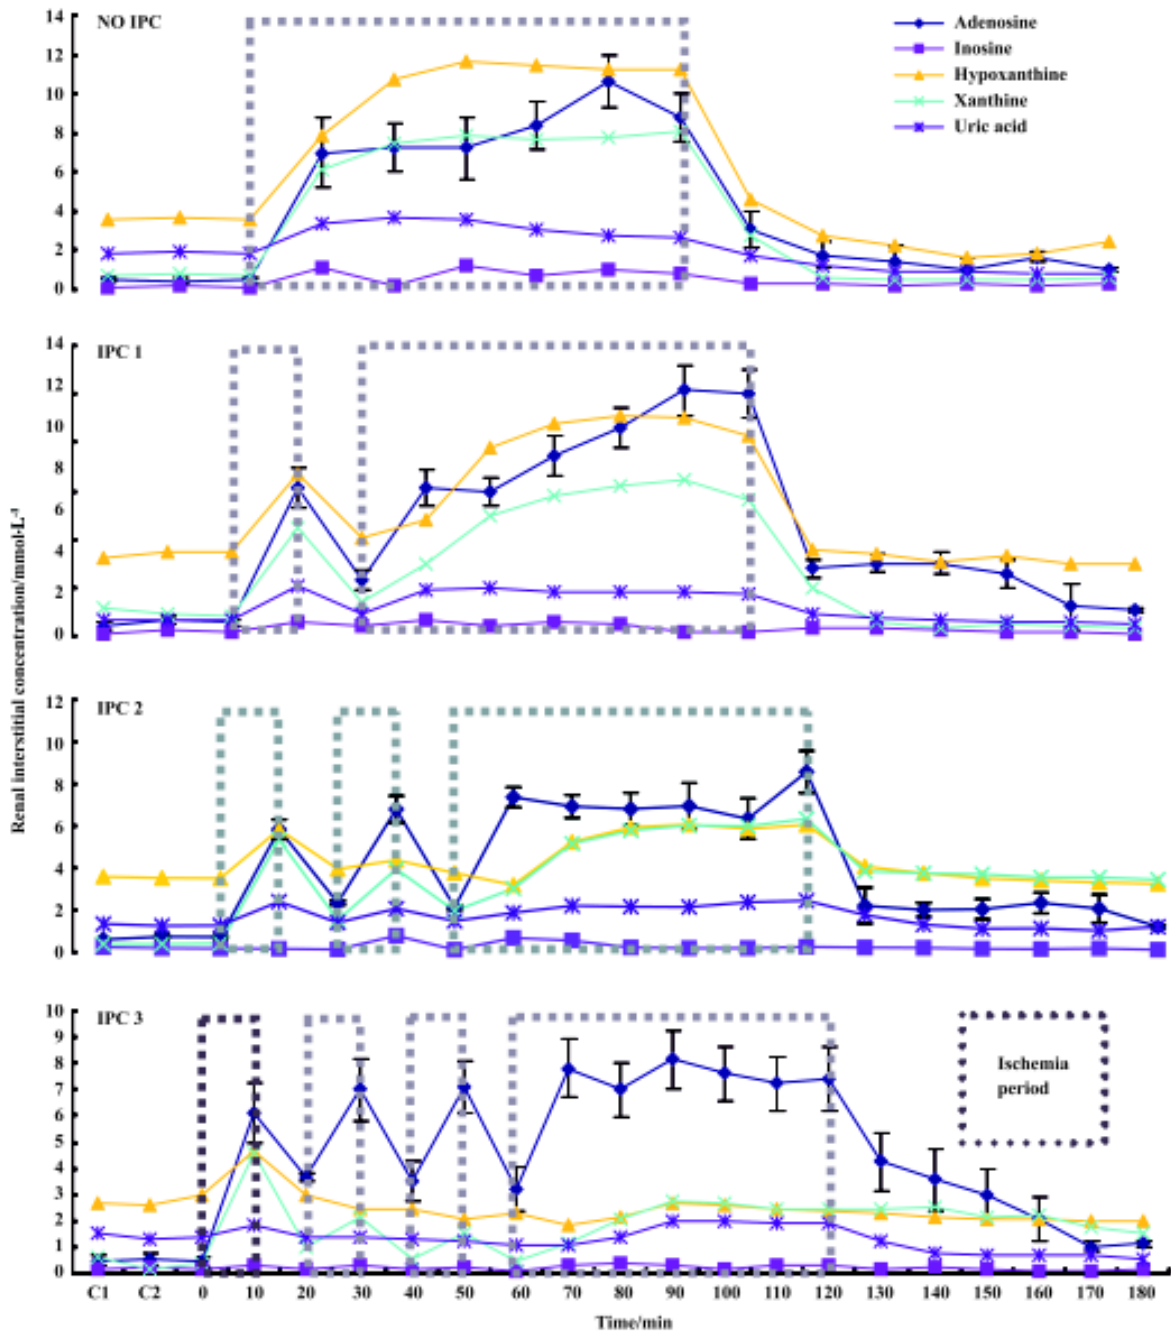 NO IPC
14
12
10
8
6
4
2
0
Adenosine
Inosine
Hypoxanthine
Xanthine
Uric acid
IPC 1
14
12
10
8
6
4
2
0
Renal interstitial concentration/mmol·L⁻¹
IPC 2
12
10
8
6
4
2
0
IPC 3
10
9
8
7
6
5
4
3
2
1
0
Ischemia
period
C1 C2 0 10 20 30 40 50 60 70 80 90 100 110 120 130 140 150 160 170 180
Time/min